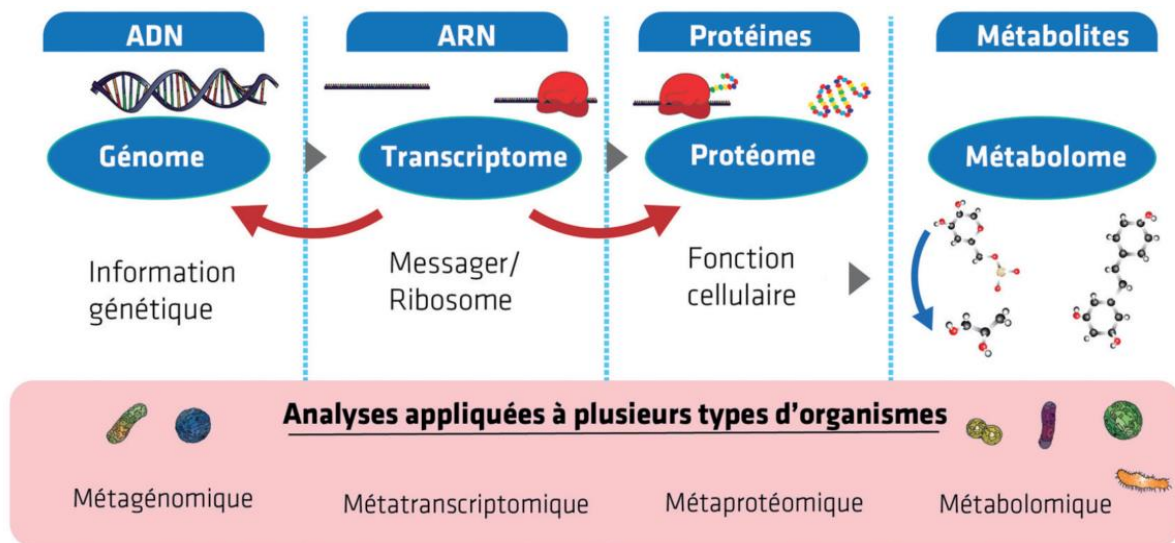 ADN
ARN
Protéines
Métabolites
Génome
Transcriptome
Protéome
Métabolome
Information
génétique
Messager/
Ribosome
Fonction
cellulaire
Analyses appliquées à plusieurs types d'organismes
Métagénomique
Métatranscriptomique
Métaprotéomique
Métabolomique